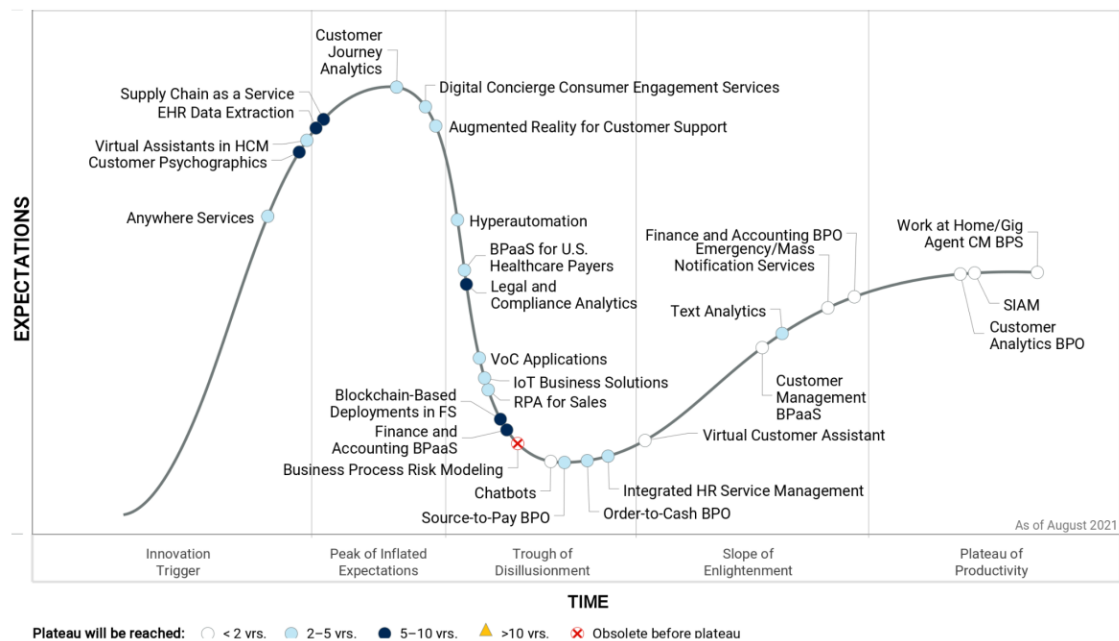 Customer
Journey
Analytics
Supply Chain as a Service
EHR Data Extraction
Virtual Assistants in HCM
Customer Psychographics
Anywhere Services
Digital Concierge Consumer Engagement Services
Augmented Reality for Customer Support
Hyperautomation
BPaaS for U.S.
Healthcare Payers
Legal and
Compliance Analytics
VoC Applications
IoT Business Solutions
RPA for Sales
Blockchain-Based
Deployments in FS
Finance and
Accounting BPaaS
Business Process Risk Modeling
Chatbots
Source-to-Pay BPO
Order-to-Cash BPO
Integrated HR Service Management
Virtual Customer Assistant
Customer
Management
BPaaS
Text Analytics
Finance and Accounting BPO
Emergency/Mass
Notification Services
Work at Home/Gig
Agent CM BPS
SIAM
Customer
Analytics BPO
EXPECTATIONS
As of August 2021
Innovation
Trigger
Peak of Inflated
Expectations
Trough of
Disillusionment
Slope of
Enlightenment
Plateau of
Productivity
TIME
Plateau will be reached: < 2 yrs. 2–5 yrs. 5–10 yrs. >10 yrs. Obsolete before plateau